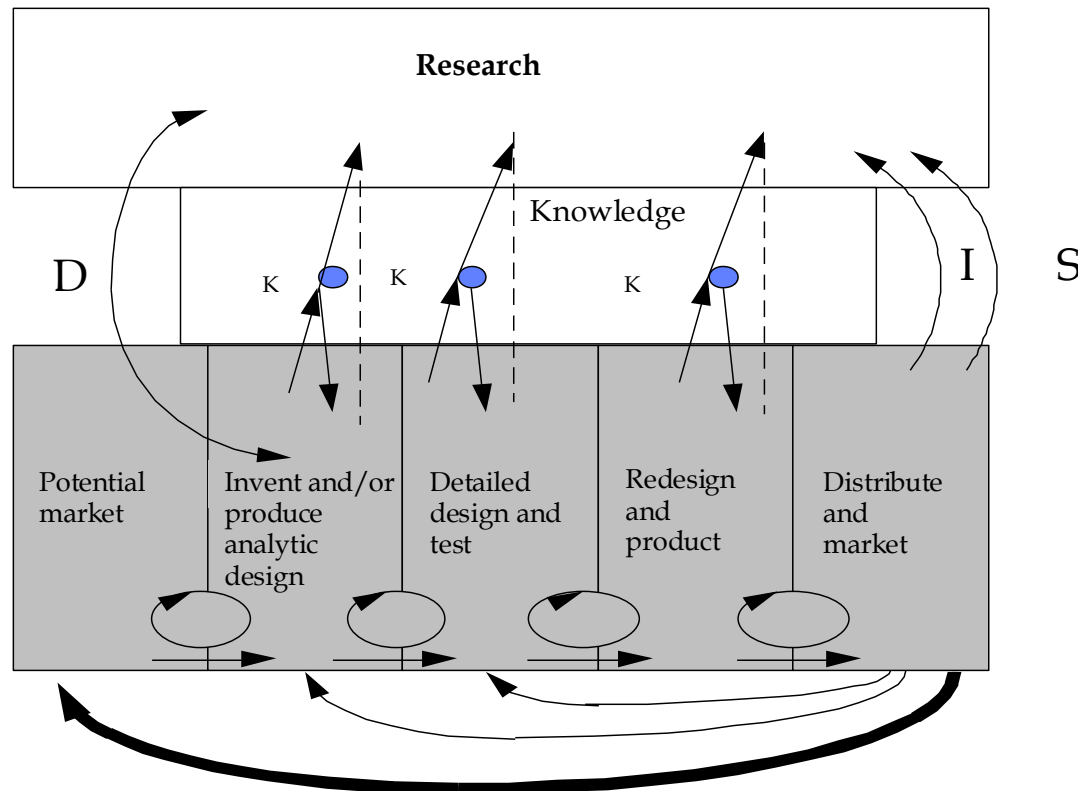 Research
Knowledge
D
I
S
K
K
K
Potential
market
Invent and/or
produce
analytic
design
Detailed
design and
test
Redesign
and
product
Distribute
and
market